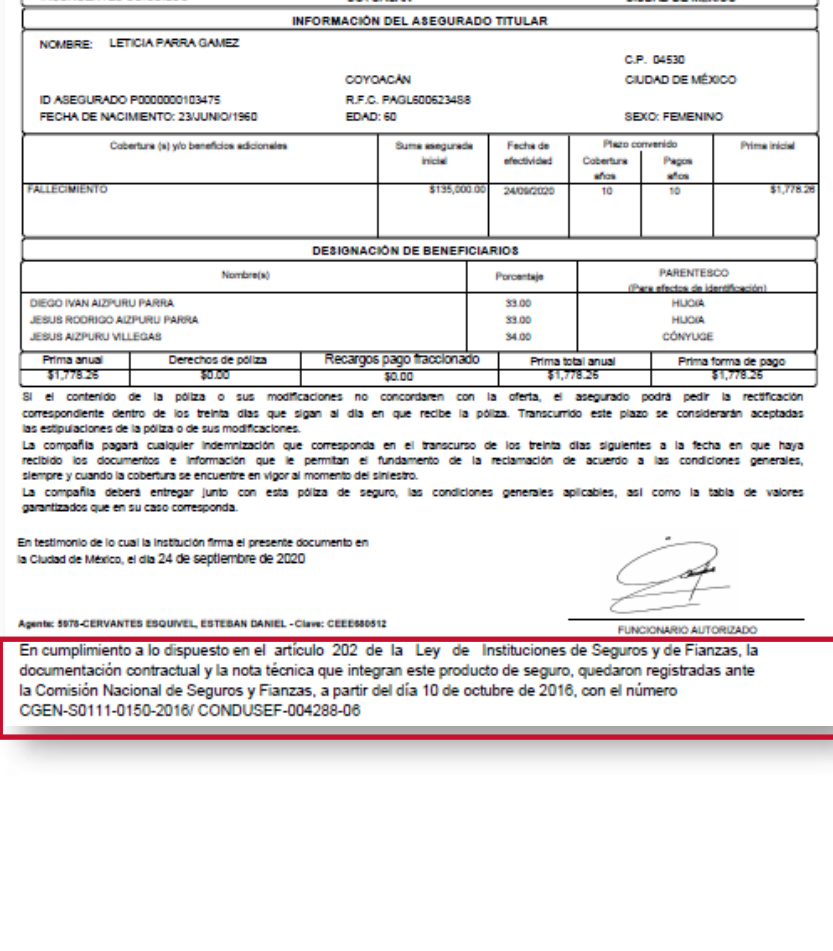 INFORMACIÓN DEL ASEGURADO TITULAR
NOMBRE: LETICIA PARRA GAMEZ
C.P. 04530
COYOACÁN CIUDAD DE MÉXICO
ID ASEGURADO P0000000103475 R.F.C. PAGL6006234S8
FECHA DE NACIMIENTO: 23/JUNIO/1960 EDAD: 60 SEXO: FEMENINO
Cobertura (s) y/o beneficios adicionales Suma asegurada inicial Fecha de efectividad Plazo convenido Cobertura años Pagos años Prima inicial
FALLECIMIENTO $135,000.00 24/09/2020 10 10 $1,778.26
DESIGNACIÓN DE BENEFICIARIOS
Nombre(s) Porcentaje PARENTESCO
(Para efectos de identificación)
DIEGO IVAN AIZPURU PARRA 33.00 HIJO/A
JESUS RODRIGO AIZPURU PARRA 33.00 HIJO/A
JESUS AIZPURU VILLEGAS 34.00 CÓNYUGE
Prima anual Derechos de póliza Recargos pago fraccionado Prima total anual Prima forma de pago
$1,778.26 $0.00 $0.00 $1,778.26 $1,778.26
Si el contenido de la póliza o sus modificaciones no concordaren con la oferta, el asegurado podrá pedir la rectificación
correspondiente dentro de los treinta días que sigan al día en que recibe la póliza. Transcurrido este plazo se considerarán aceptadas
las estipulaciones de la póliza o de sus modificaciones.
La compañía pagará cualquier indemnización que corresponda en el transcurso de los treinta días siguientes a la fecha en que haya
recibido los documentos e información que le permitan el fundamento de la reclamación de acuerdo a las condiciones generales,
siempre y cuando la cobertura se encuentre en vigor al momento del siniestro.
La compañía deberá entregar junto con esta póliza de seguro, las condiciones generales aplicables, así como la tabla de valores
garantizados que en su caso corresponda.
En testimonio de lo cual la Institución firma el presente documento en
la Ciudad de México, el día 24 de septiembre de 2020
Agente: 5978-CERVANTES ESQUIVEL, ESTEBAN DANIEL - Clave: CEEE680512
FUNCIONARIO AUTORIZADO
En cumplimiento a lo dispuesto en el artículo 202 de la Ley de Instituciones de Seguros y de Fianzas, la
documentación contractual y la nota técnica que integran este producto de seguro, quedaron registradas ante
la Comisión Nacional de Seguros y Fianzas, a partir del día 10 de octubre de 2016, con el número
CGEN-S0111-0150-2016/ CONDUSEF-004288-06